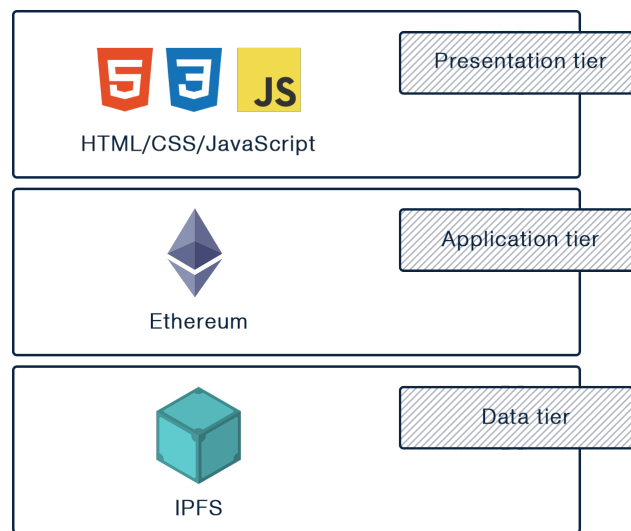 5 3 JS
Presentation tier
HTML/CSS/JavaScript
Application tier
Ethereum
Data tier
IPFS